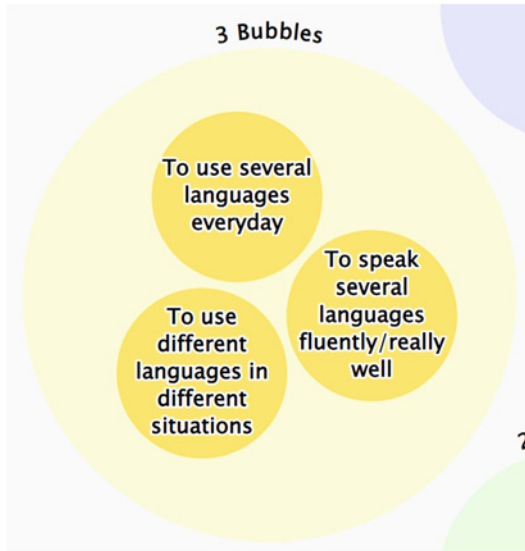 3 Bubbles
To use several
languages
everyday
To speak
several
languages
fluently/really
well
To use
different
languages in
different
situations